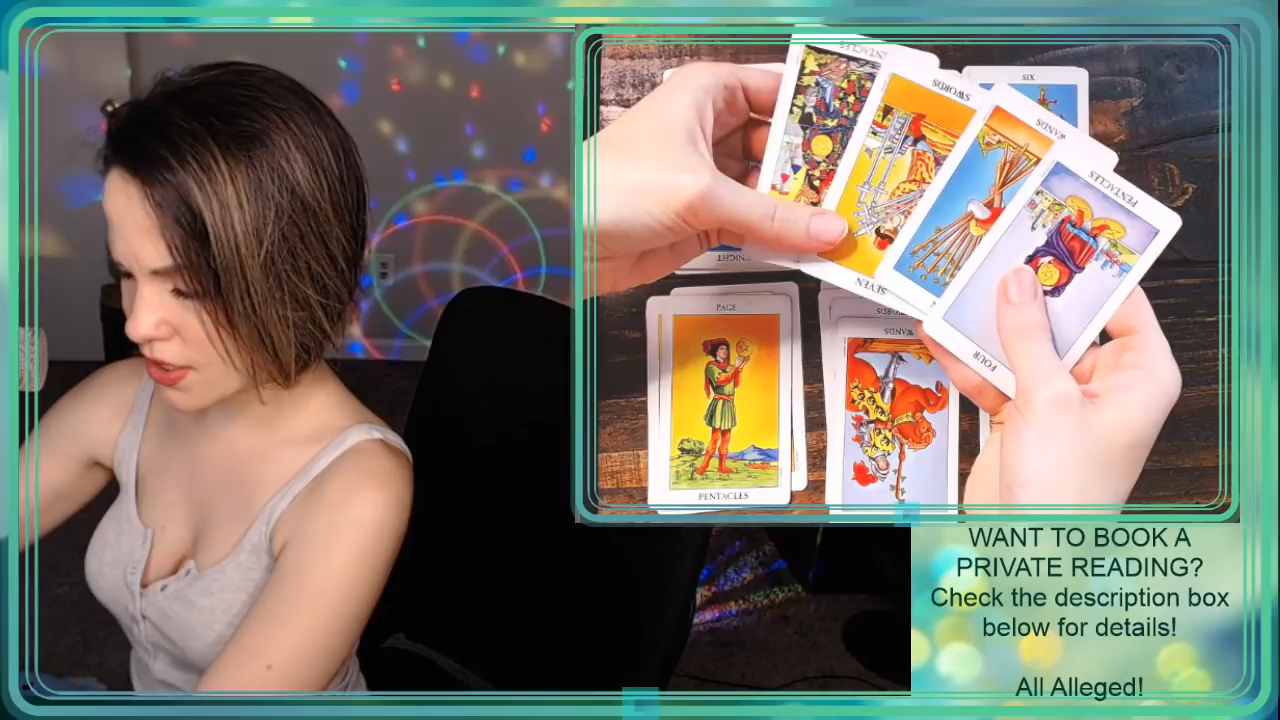 PENTACLES
SWORDS
WANDS
PENTACLES
SIX
SEVEN
FOUR
PAGE
PENTACLES
WANDS
WANT TO BOOK A
PRIVATE READING?
Check the description box
below for details!
All Alleged!